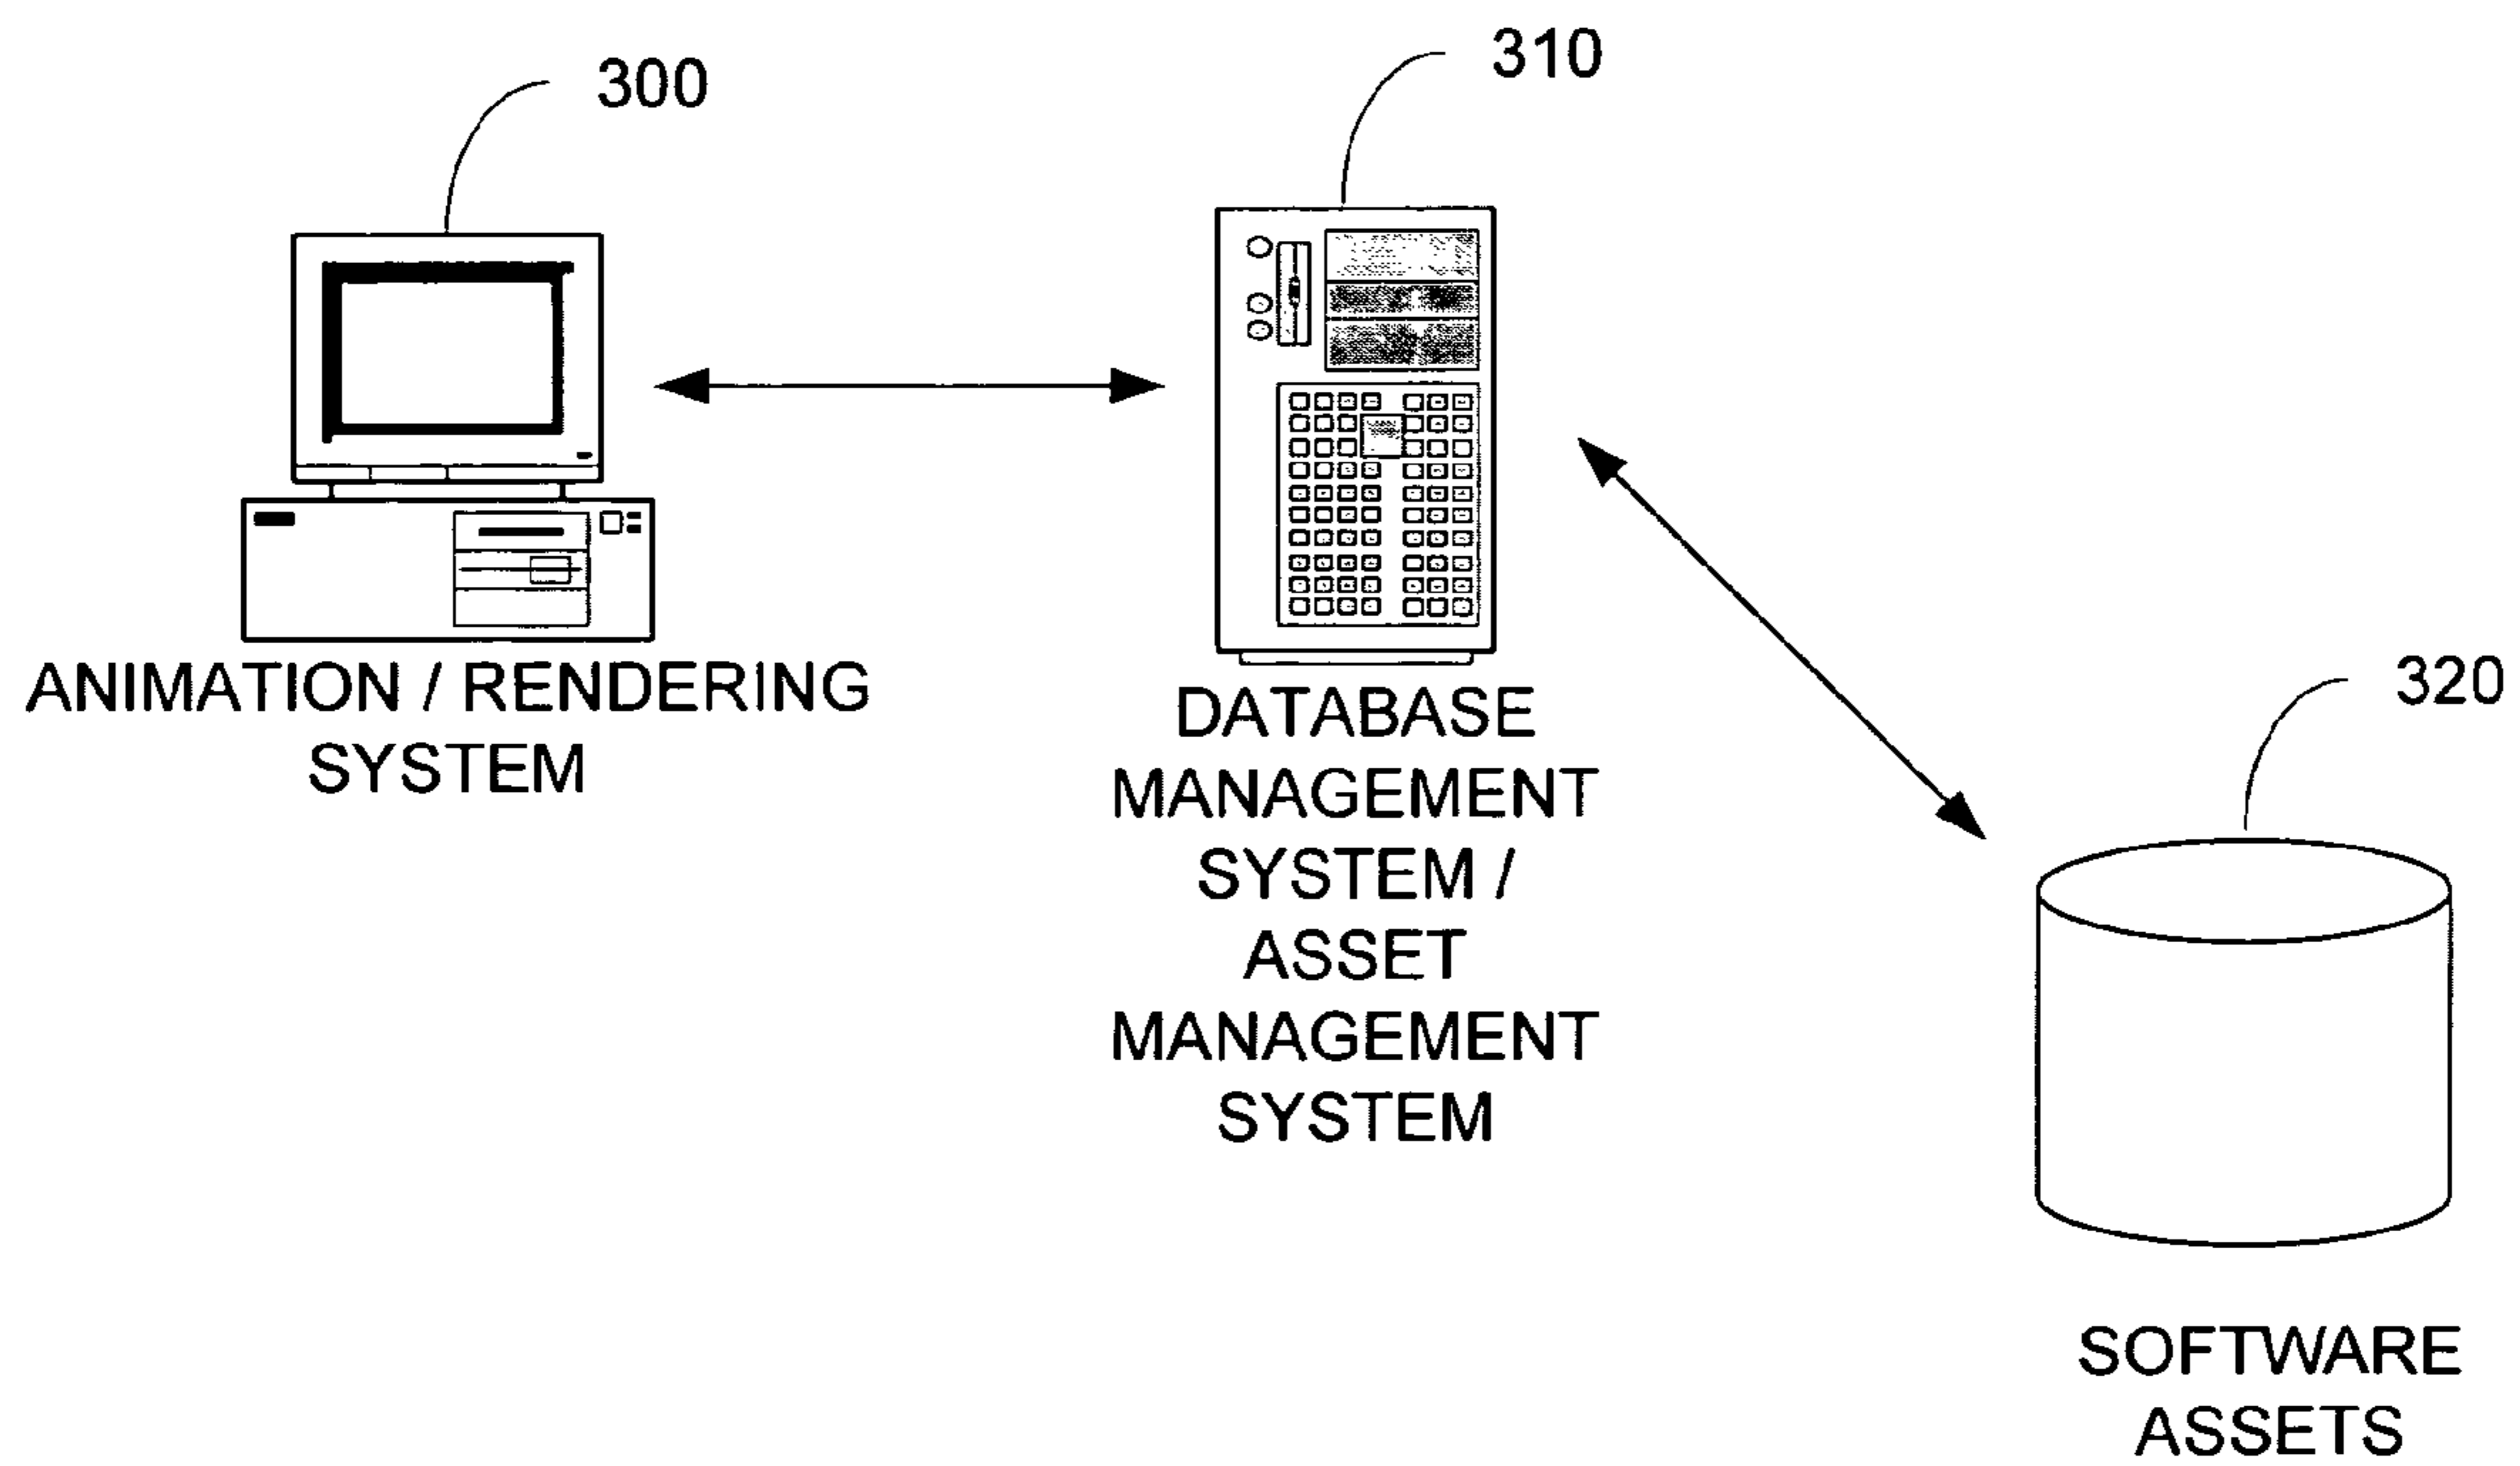 300
310
ANIMATION / RENDERING
SYSTEM
DATABASE
MANAGEMENT
SYSTEM /
ASSET
MANAGEMENT
SYSTEM
320
SOFTWARE
ASSETS